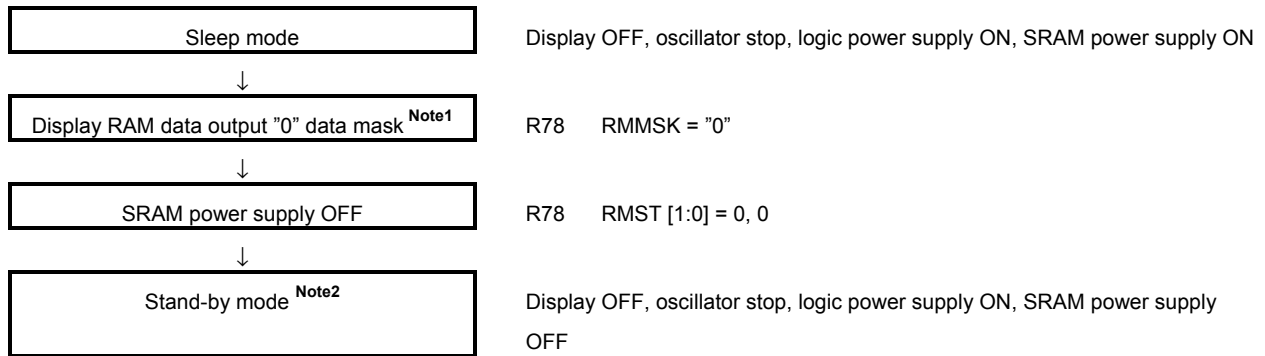 Sleep mode Display OFF, oscillator stop, logic power supply ON, SRAM power supply ON
↓
Display RAM data output ”0” data mask Note1 R78 RMMSK = ”0”
↓
SRAM power supply OFF R78 RMST [1:0] = 0, 0
↓
Stand-by mode Note2 Display OFF, oscillator stop, logic power supply ON, SRAM power supply
OFF